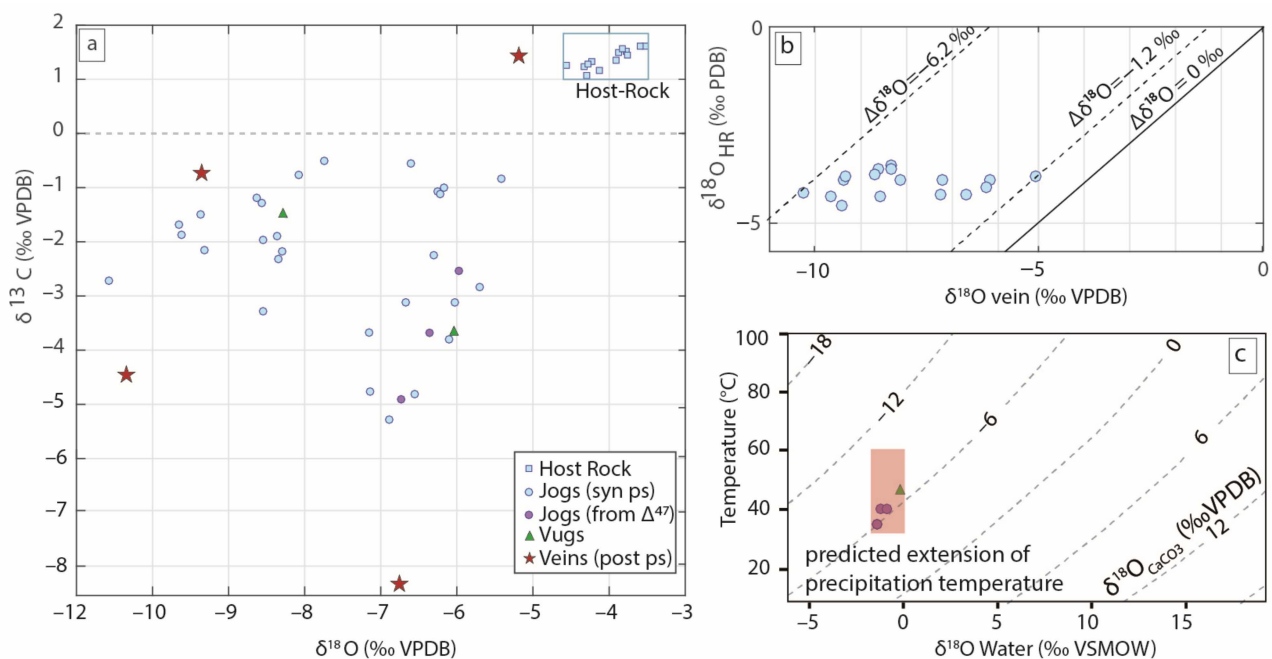 a
2
1
0
−1
−2
−3
−4
−5
−6
−7
−8
δ¹³ C (‰ VPDB)
Host-Rock
Host Rock
Jogs (syn ps)
Jogs (from Δ⁴⁷)
Vugs
Veins (post ps)
−12
−11
−10
−9
−8
−7
−6
−5
−4
−3
δ¹⁸O (‰ VPDB)
b
0
−5
δ¹⁸O HR (‰ PDB)
Δδ¹⁸O= −6.2 ‰
Δδ¹⁸O= −1.2 ‰
Δδ¹⁸O= 0 ‰
−10
−5
0
δ¹⁸O vein (‰ VPDB)
c
100
80
60
40
20
Temperature (°C)
−18
−12
−6
0
6
12
δ¹⁸O CaCO3 (‰VPDB)
predicted extension of
precipitation temperature
−5
0
5
10
15
δ¹⁸O Water (‰ VSMOW)